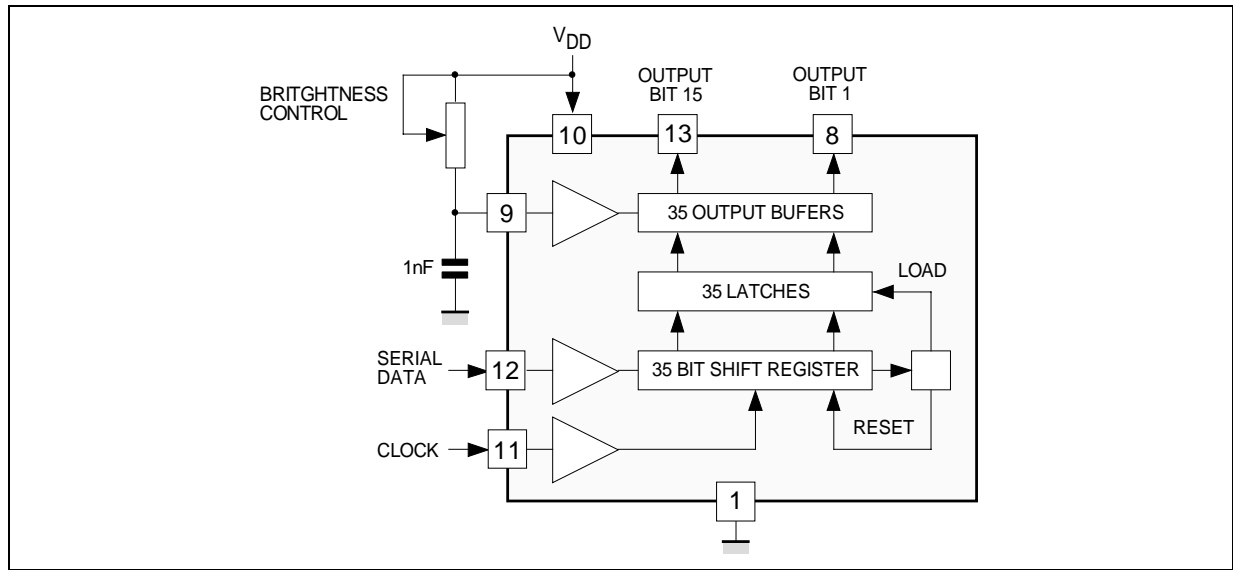 VDD
BRITGHTNESS
CONTROL
OUTPUT
BIT 15
OUTPUT
BIT 1
10
13
8
9
35 OUTPUT BUFERS
1nF
LOAD
35 LATCHES
SERIAL
DATA
12
35 BIT SHIFT REGISTER
RESET
CLOCK
11
1